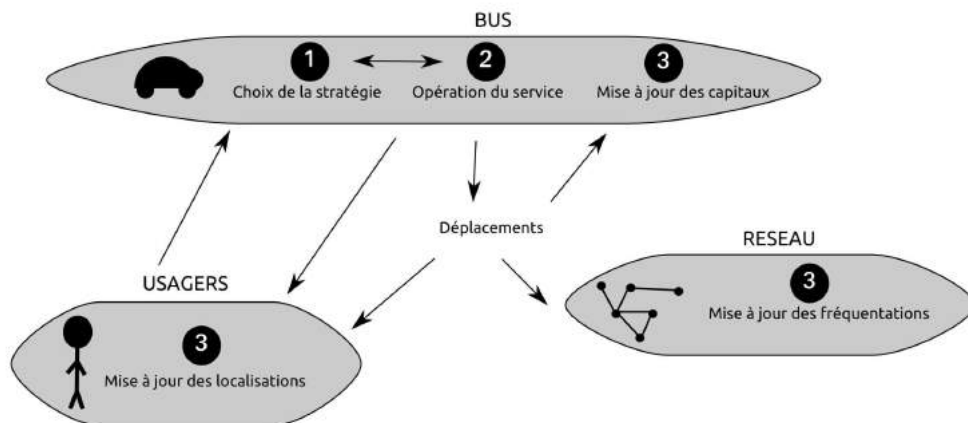 BUS
1
2
3
Choix de la stratégie
Opération du service
Mise à jour des capitaux
Déplacements
RESEAU
3
Mise à jour des fréquentations
USAGERS
3
Mise à jour des localisations